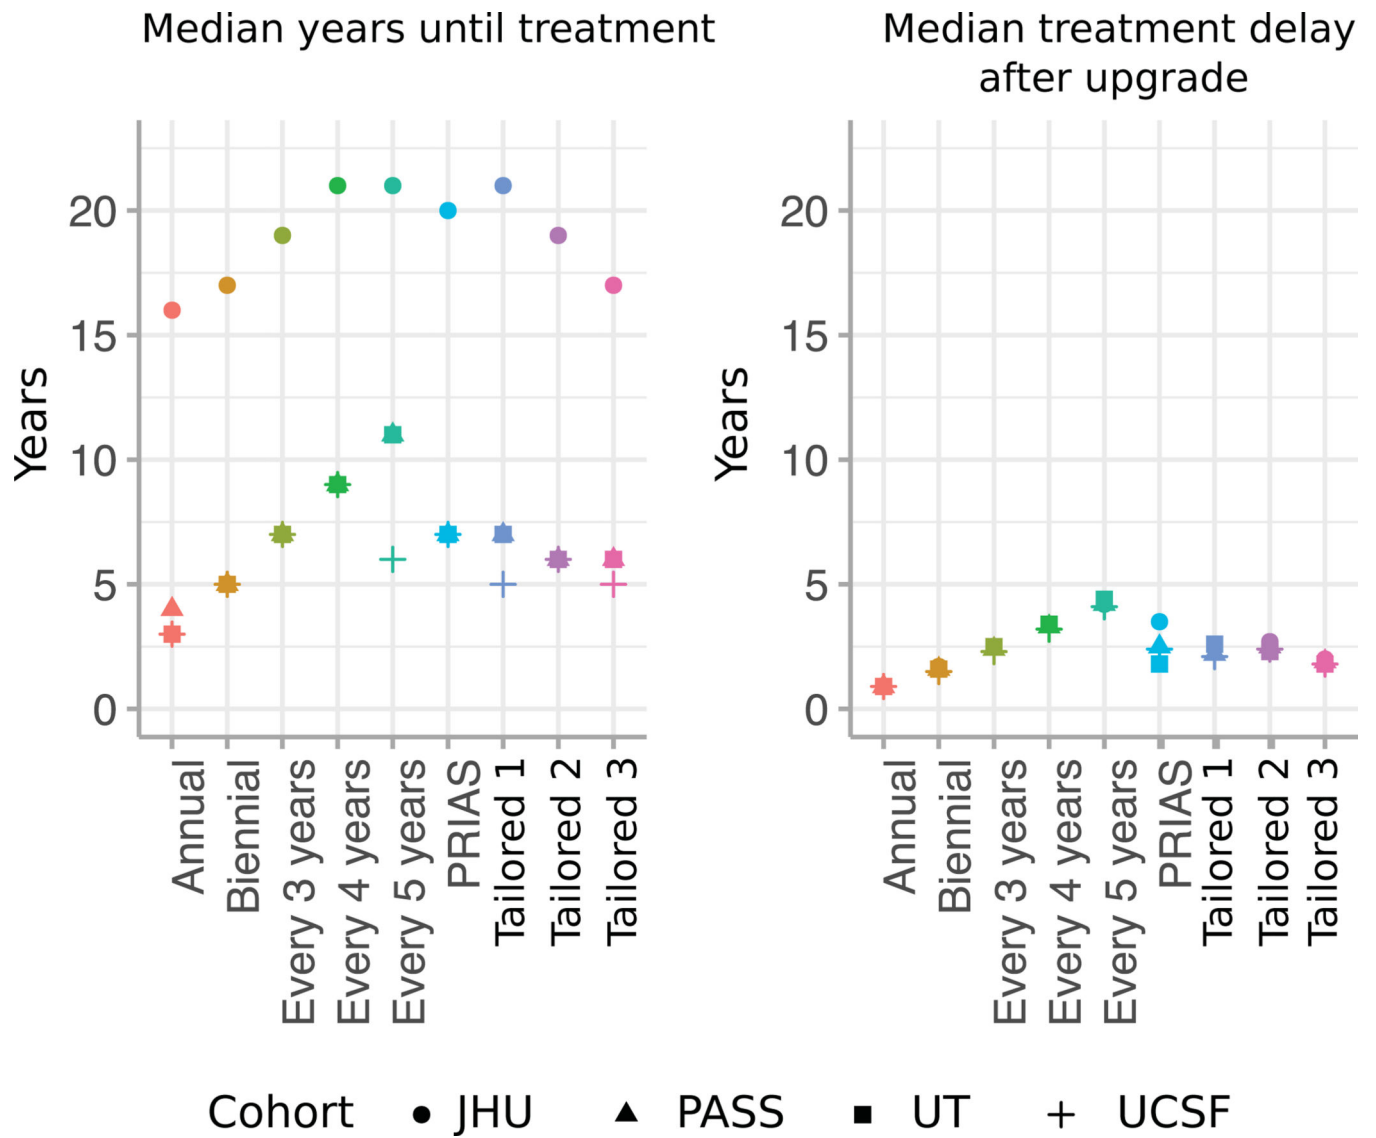 Median years until treatment
Median treatment delay
after upgrade
Years
20
15
10
5
0
Annual
Biennial
Every 3 years
Every 4 years
Every 5 years
PRIAS
Tailored 1
Tailored 2
Tailored 3
Years
20
15
10
5
0
Annual
Biennial
Every 3 years
Every 4 years
Every 5 years
PRIAS
Tailored 1
Tailored 2
Tailored 3
Cohort JHU PASS UT UCSF